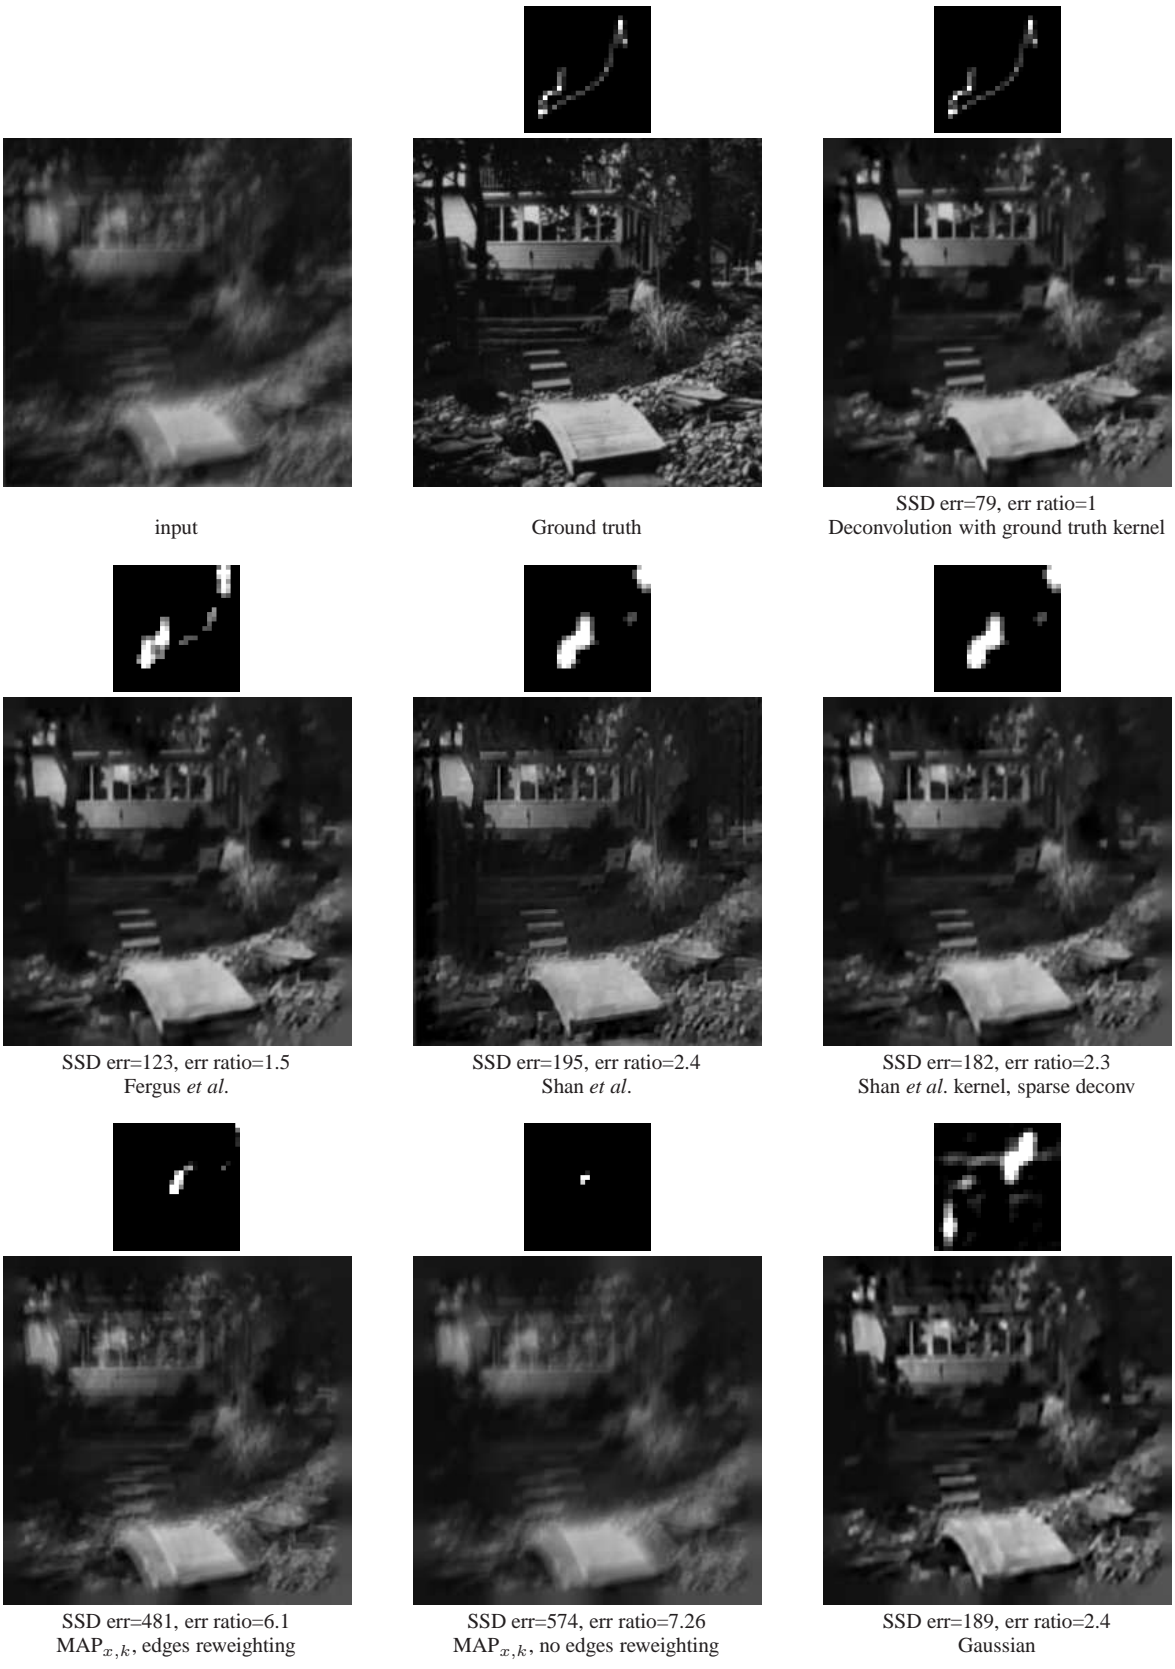 SSD err=79, err ratio=1
input
Ground truth
Deconvolution with ground truth kernel
SSD err=123, err ratio=1.5
Fergus et al.
SSD err=195, err ratio=2.4
Shan et al.
SSD err=182, err ratio=2.3
Shan et al. kernel, sparse deconv
SSD err=481, err ratio=6.1
MAPx,k, edges reweighting
SSD err=574, err ratio=7.26
MAPx,k, no edges reweighting
SSD err=189, err ratio=2.4
Gaussian